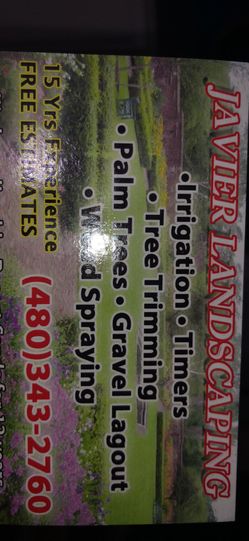 JAVIER LANDSCAPING
•Irrigation • Timers
• Tree Trimming
• Palm Trees • Gravel Lagout
• Weed Spraying
15 Yrs Experience
FREE ESTIMATES
(480)343-2760